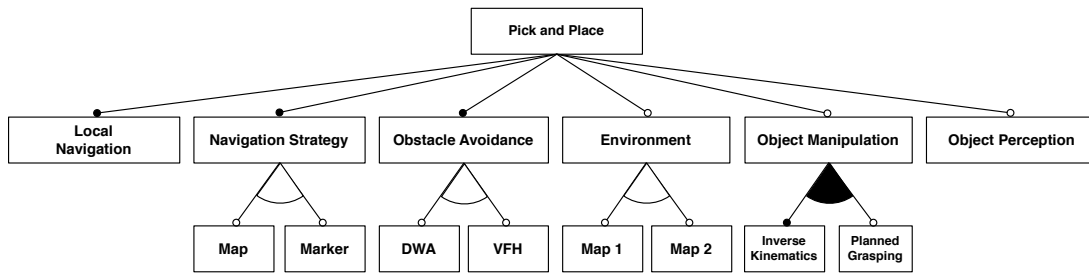 Pick and Place
Local
Navigation
Navigation Strategy
Obstacle Avoidance
Environment
Object Manipulation
Object Perception
Map
Marker
DWA
VFH
Map 1
Map 2
Inverse
Kinematics
Planned
Grasping